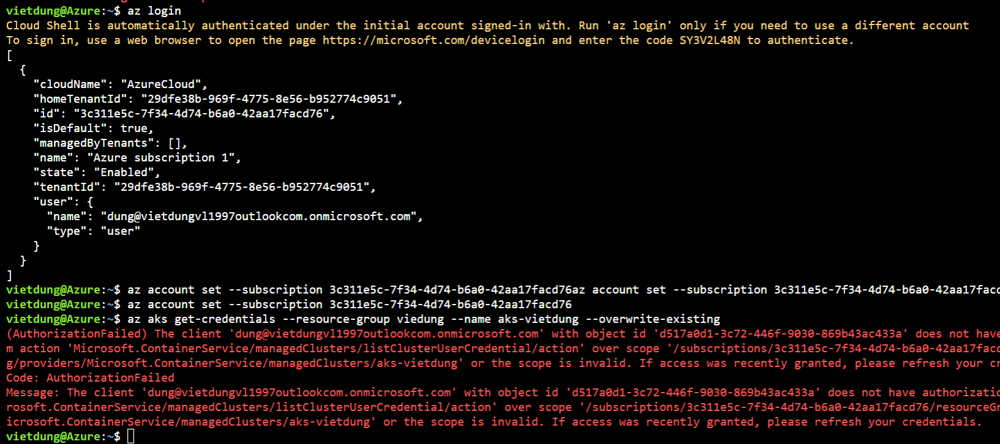 vietdung@Azure:~$ az login
Cloud Shell is automatically authenticated under the initial account signed-in with. Run 'az login' only if you need to use a different account
To sign in, use a web browser to open the page https://microsoft.com/devicelogin and enter the code SY3V2L48N to authenticate.
[
  {
    "cloudName": "AzureCloud",
    "homeTenantId": "29dfe38b-969f-4775-8e56-b952774c9051",
    "id": "3c311e5c-7f34-4d74-b6a0-42aa17facd76",
    "isDefault": true,
    "managedByTenants": [],
    "name": "Azure subscription 1",
    "state": "Enabled",
    "tenantId": "29dfe38b-969f-4775-8e56-b952774c9051",
    "user": {
      "name": "dung@vietdungvl1997outlookcom.onmicrosoft.com",
      "type": "user"
    }
  }
]
vietdung@Azure:~$ az account set --subscription 3c311e5c-7f34-4d74-b6a0-42aa17facd76az account set --subscription 3c311e5c-7f34-4d74-b6a0-42aa17facd
vietdung@Azure:~$ az account set --subscription 3c311e5c-7f34-4d74-b6a0-42aa17facd76
vietdung@Azure:~$ az aks get-credentials --resource-group viedung --name aks-vietdung --overwrite-existing
(AuthorizationFailed) The client 'dung@vietdungvl1997outlookcom.onmicrosoft.com' with object id 'd517a0d1-3c72-446f-9030-869b43ac433a' does not have
m action 'Microsoft.ContainerService/managedClusters/listClusterUserCredential/action' over scope '/subscriptions/3c311e5c-7f34-4d74-b6a0-42aa17facd
g/providers/Microsoft.ContainerService/managedClusters/aks-vietdung' or the scope is invalid. If access was recently granted, please refresh your cr
Code: AuthorizationFailed
Message: The client 'dung@vietdungvl1997outlookcom.onmicrosoft.com' with object id 'd517a0d1-3c72-446f-9030-869b43ac433a' does not have authorizatio
rosoft.ContainerService/managedClusters/listClusterUserCredential/action' over scope '/subscriptions/3c311e5c-7f34-4d74-b6a0-42aa17facd76/resourceGr
icrosoft.ContainerService/managedClusters/aks-vietdung' or the scope is invalid. If access was recently granted, please refresh your credentials.
vietdung@Azure:~$